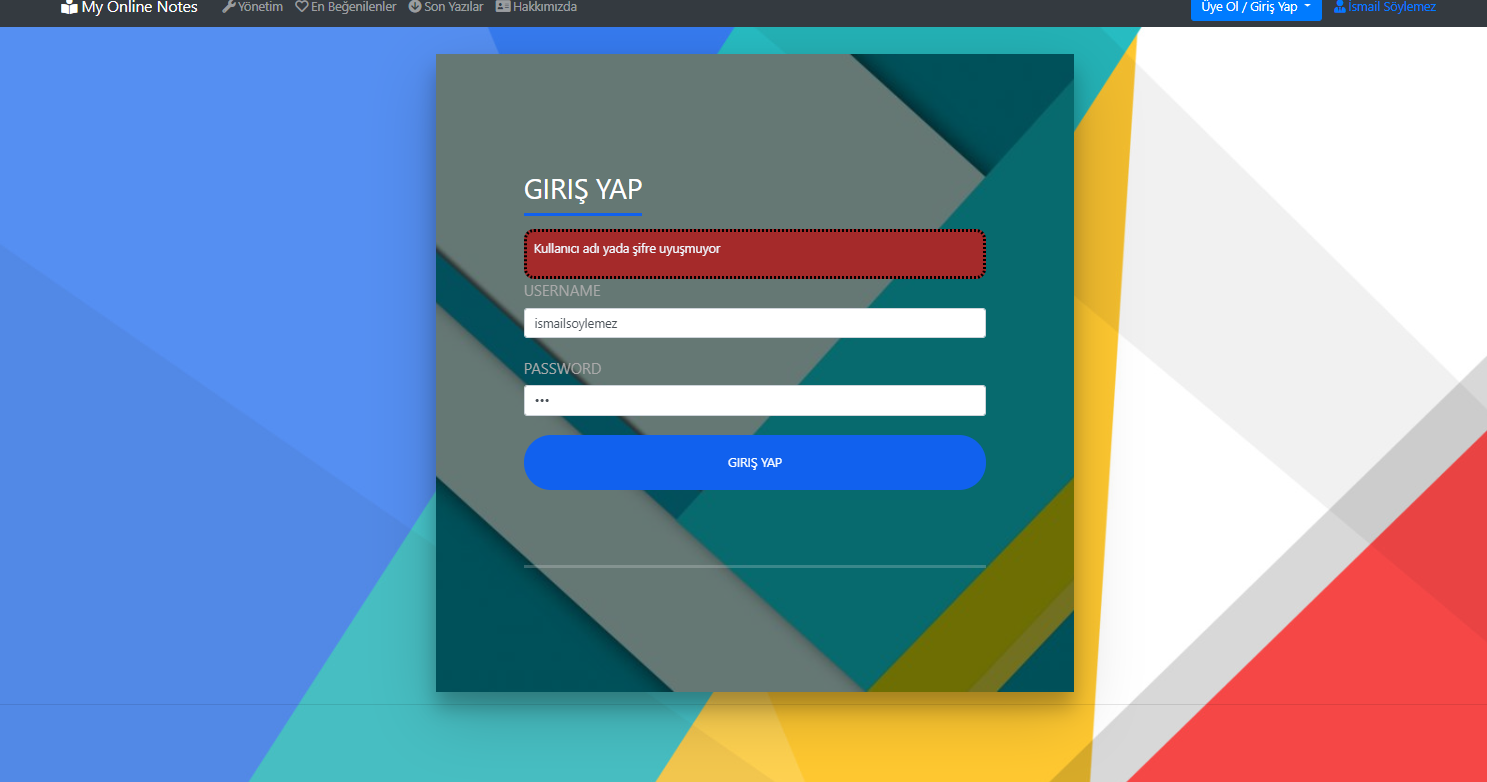 My Online Notes Yönetim En Beğenilenler Son Yazılar Hakkımızda Üye Ol / Giriş Yap İsmail Söylemez
GIRIŞ YAP
Kullanıcı adı yada şifre uyuşmuyor
USERNAME
ismailsoylemez
PASSWORD
•••
GIRIŞ YAP